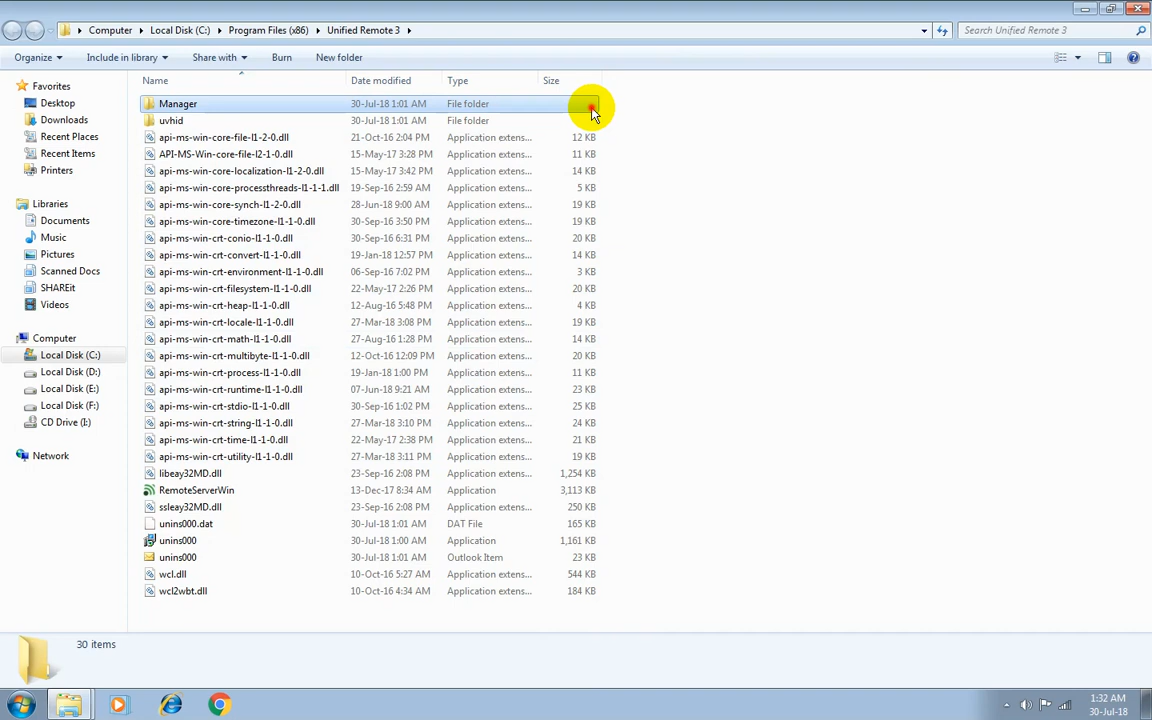 Computer Local Disk (C:) Program Files (x86) Unified Remote 3 Search Unified Remote 3
Organize Include in library Share with Burn New folder
Name Date modified Type Size
Favorites
Desktop
Downloads
Recent Places
Recent Items
Printers
Libraries
Documents
Music
Pictures
Scanned Docs
SHAREit
Videos
Computer
Local Disk (C:)
Local Disk (D:)
Local Disk (E:)
Local Disk (F:)
CD Drive (I:)
Network
Manager 30-Jul-18 1:01 AM File folder
uvhid 30-Jul-18 1:01 AM File folder
api-ms-win-core-file-l1-2-0.dll 21-Oct-16 2:04 PM Application extens... 12 KB
API-MS-Win-core-file-l2-1-0.dll 15-May-17 3:28 PM Application extens... 11 KB
api-ms-win-core-localization-l1-2-0.dll 15-May-17 3:42 PM Application extens... 14 KB
api-ms-win-core-processthreads-l1-1-1.dll 19-Sep-16 2:59 AM Application extens... 5 KB
api-ms-win-core-synch-l1-2-0.dll 28-Jun-18 9:00 AM Application extens... 19 KB
api-ms-win-core-timezone-l1-1-0.dll 30-Sep-16 3:50 PM Application extens... 19 KB
api-ms-win-crt-conio-l1-1-0.dll 30-Sep-16 6:31 PM Application extens... 20 KB
api-ms-win-crt-convert-l1-1-0.dll 19-Jan-18 12:57 PM Application extens... 14 KB
api-ms-win-crt-environment-l1-1-0.dll 06-Sep-16 7:02 PM Application extens... 3 KB
api-ms-win-crt-filesystem-l1-1-0.dll 22-May-17 2:26 PM Application extens... 20 KB
api-ms-win-crt-heap-l1-1-0.dll 12-Aug-16 5:48 PM Application extens... 4 KB
api-ms-win-crt-locale-l1-1-0.dll 27-Mar-18 3:08 PM Application extens... 19 KB
api-ms-win-crt-math-l1-1-0.dll 27-Aug-16 1:28 PM Application extens... 14 KB
api-ms-win-crt-multibyte-l1-1-0.dll 12-Oct-16 12:09 PM Application extens... 20 KB
api-ms-win-crt-process-l1-1-0.dll 19-Jan-18 1:00 PM Application extens... 11 KB
api-ms-win-crt-runtime-l1-1-0.dll 07-Jun-18 9:21 AM Application extens... 23 KB
api-ms-win-crt-stdio-l1-1-0.dll 30-Sep-16 1:02 PM Application extens... 25 KB
api-ms-win-crt-string-l1-1-0.dll 27-Mar-18 3:10 PM Application extens... 24 KB
api-ms-win-crt-time-l1-1-0.dll 22-May-17 2:38 PM Application extens... 21 KB
api-ms-win-crt-utility-l1-1-0.dll 27-Mar-18 3:11 PM Application extens... 19 KB
libeay32MD.dll 23-Sep-16 2:08 PM Application extens... 1,254 KB
RemoteServerWin 13-Dec-17 8:34 AM Application 3,113 KB
ssleay32MD.dll 23-Sep-16 2:08 PM Application extens... 250 KB
unins000.dat 30-Jul-18 1:01 AM DAT File 165 KB
unins000 30-Jul-18 1:00 AM Application 1,161 KB
unins000 30-Jul-18 1:01 AM Outlook Item 23 KB
wcl.dll 10-Oct-16 5:27 AM Application extens... 544 KB
wcl2wbt.dll 10-Oct-16 4:34 AM Application extens... 184 KB
30 items
1:32 AM
30-Jul-18